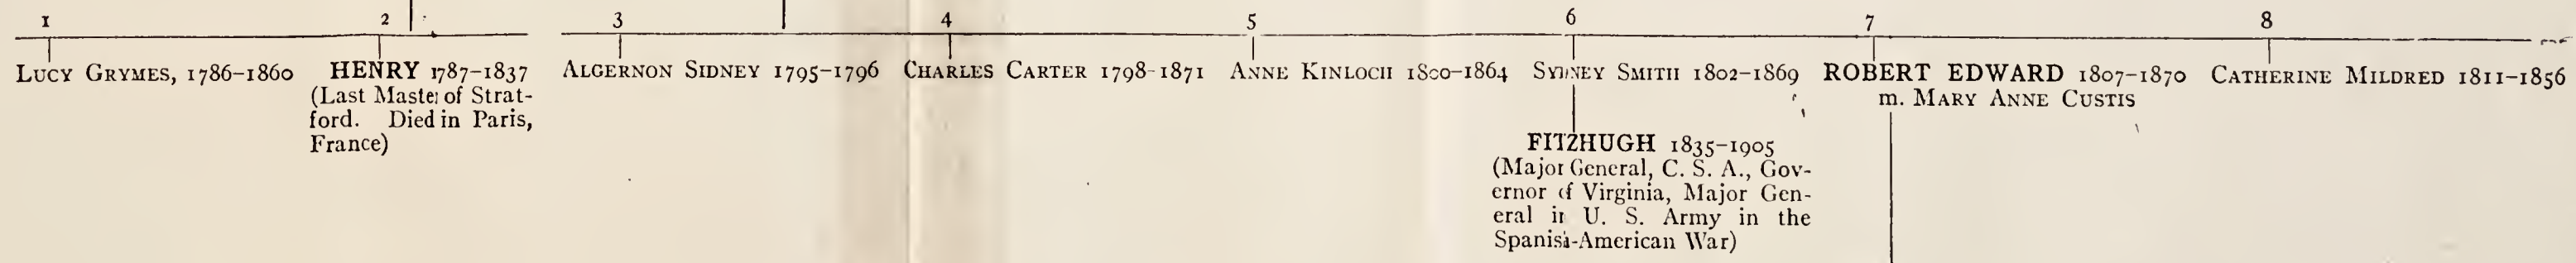 1 2 3 4 5 6 7 8
LUCY GRYMES, 1786-1860 HENRY 1787-1837 ALGERNON SIDNEY 1795-1796 CHARLES CARTER 1798-1871 ANNE KINLOCH 1800-1864 SYDNEY SMITH 1802-1869 ROBERT EDWARD 1807-1870 CATHERINE MILDRED 1811-1856
(Last Master of Strat-
ford. Died in Paris,
France)
m. MARY ANNE CUSTIS
FITZHUGH 1835-1905
(Major General, C. S. A., Gov-
ernor of Virginia, Major Gen-
eral in U. S. Army in the
Spanish-American War)